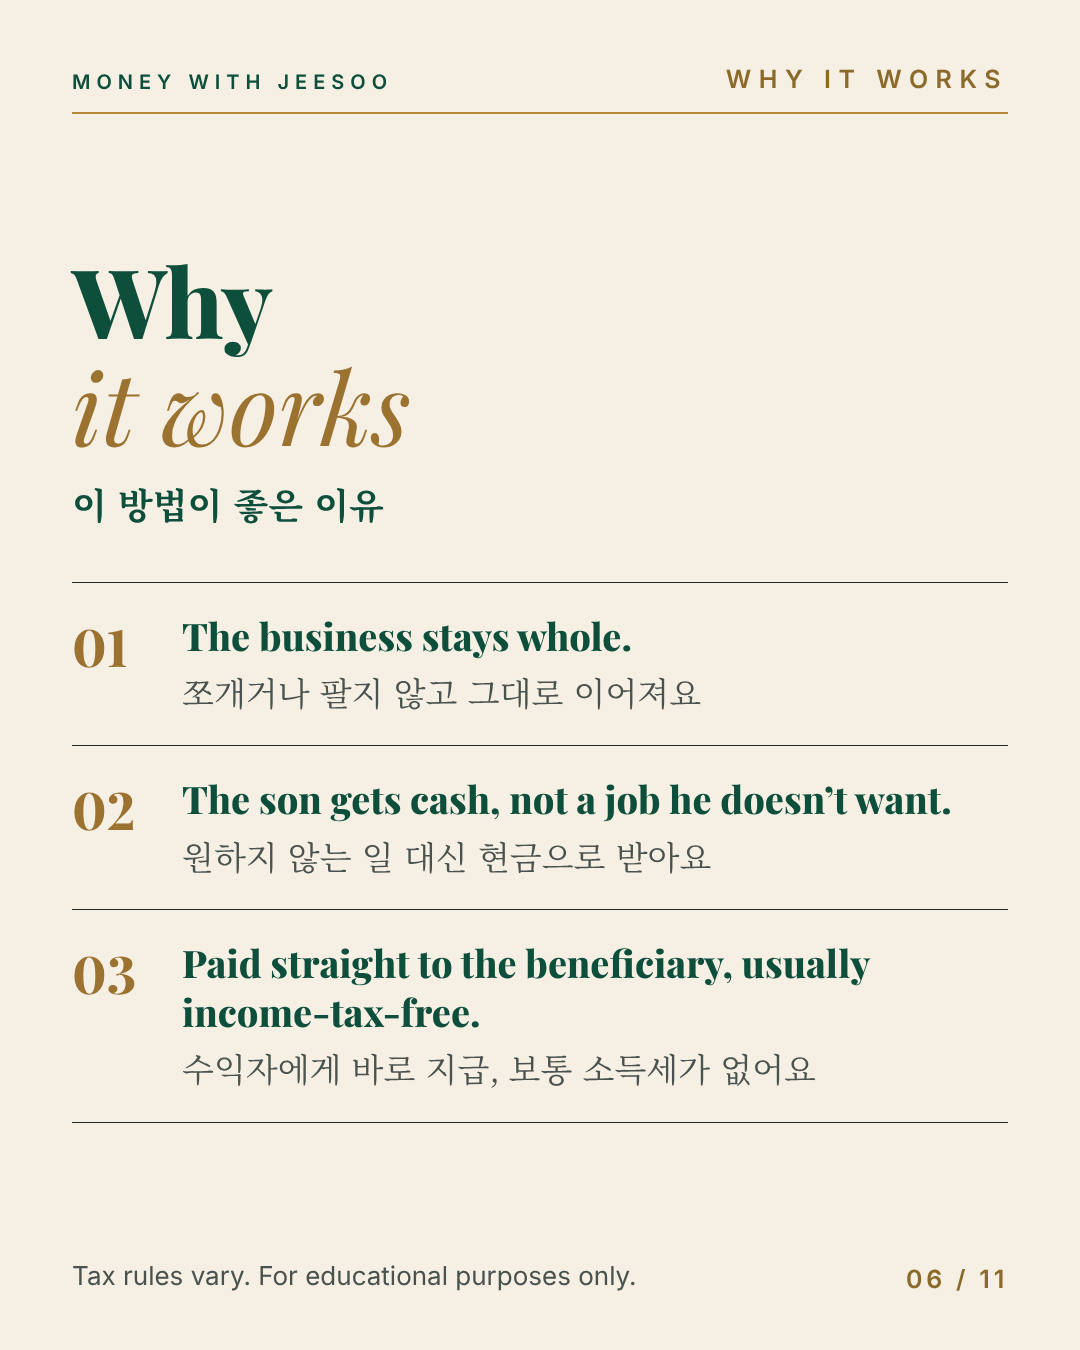 MONEY WITH JEESOO
WHY IT WORKS
Why
it works
이 방법이 좋은 이유
01
The business stays whole.
쪼개거나 팔지 않고 그대로 이어져요
02
The son gets cash, not a job he doesn’t want.
원하지 않는 일 대신 현금으로 받아요
03
Paid straight to the beneficiary, usually
income-tax-free.
수익자에게 바로 지급, 보통 소득세가 없어요
Tax rules vary. For educational purposes only.
06 / 11